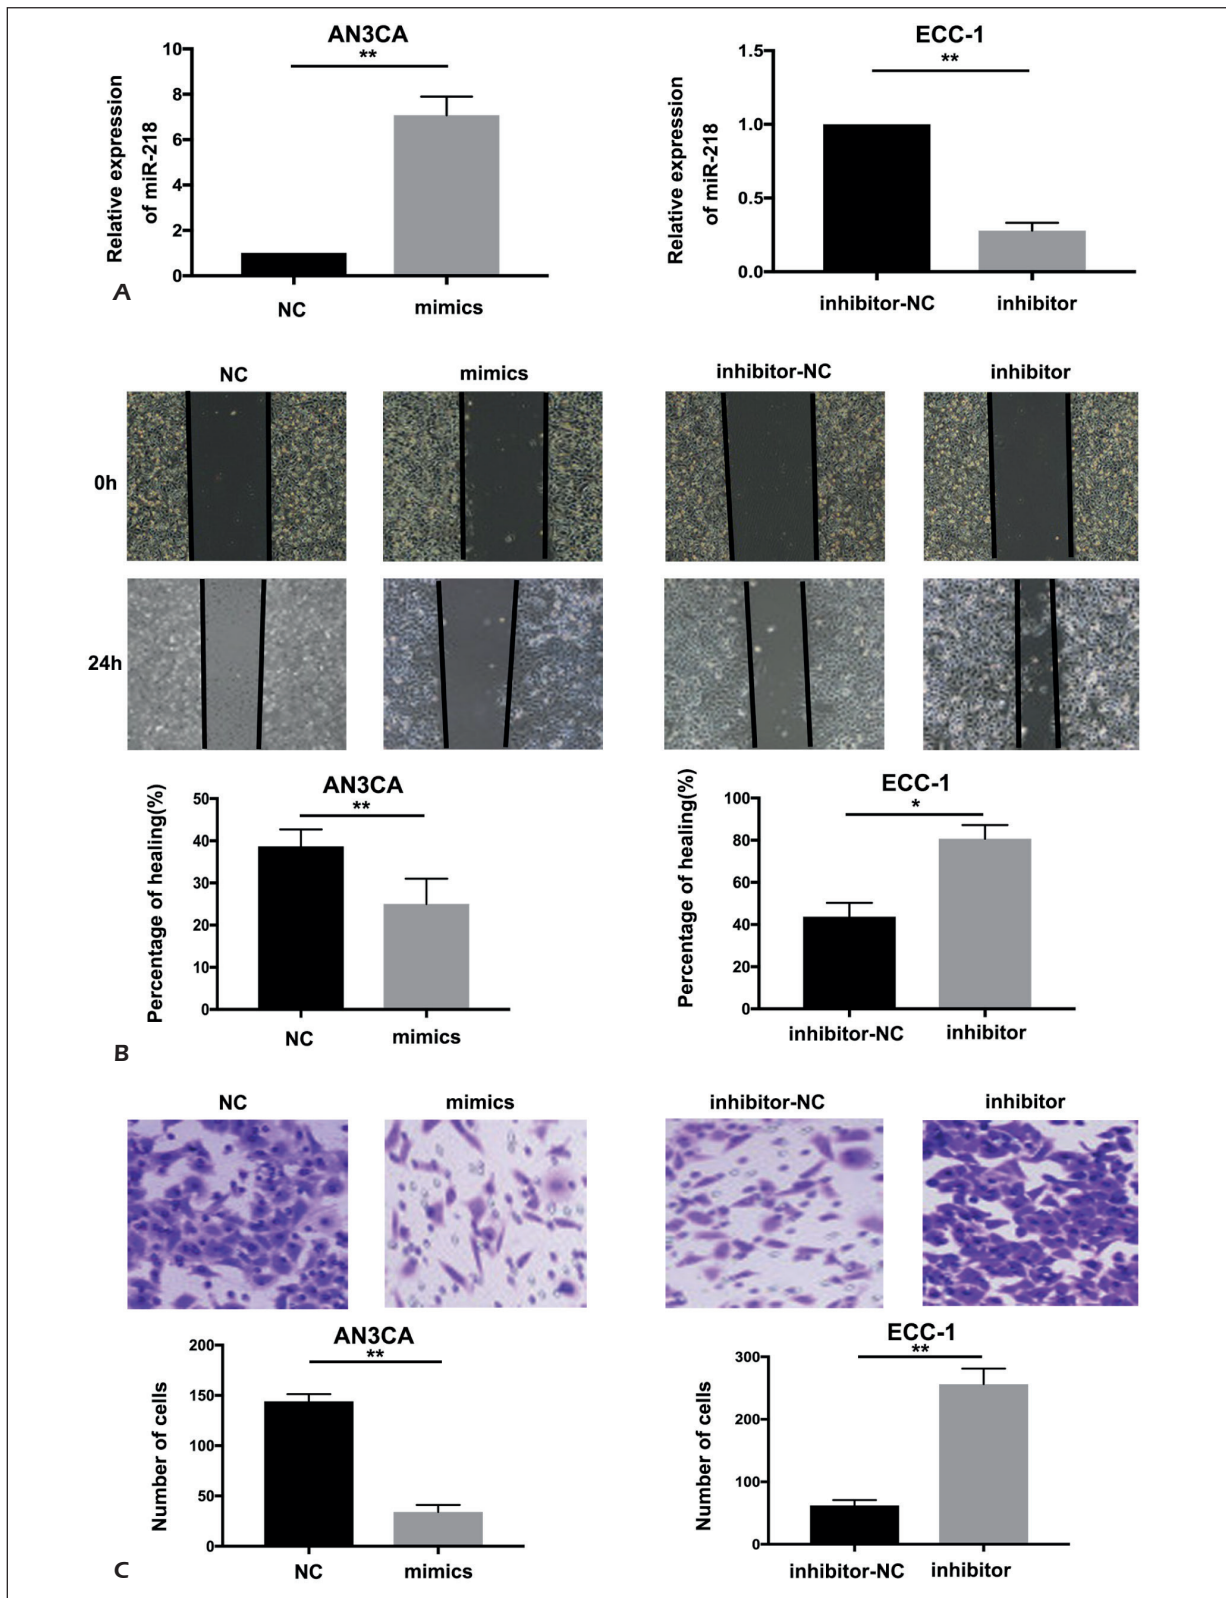 AN3CA
**
Relative expression
of miR-218
10
8
6
4
2
0
NC
mimics
ECC-1
**
Relative expression
of miR-218
1.5
1.0
0.5
0.0
inhibitor-NC
inhibitor
A
NC
mimics
inhibitor-NC
inhibitor
0h
24h
AN3CA
**
Percentage of healing(%)
50
40
30
20
10
0
NC
mimics
ECC-1
*
Percentage of healing(%)
100
80
60
40
20
0
inhibitor-NC
inhibitor
B
NC
mimics
inhibitor-NC
inhibitor
AN3CA
**
Number of cells
200
150
100
50
0
NC
mimics
ECC-1
**
Number of cells
300
200
100
0
inhibitor-NC
inhibitor
C